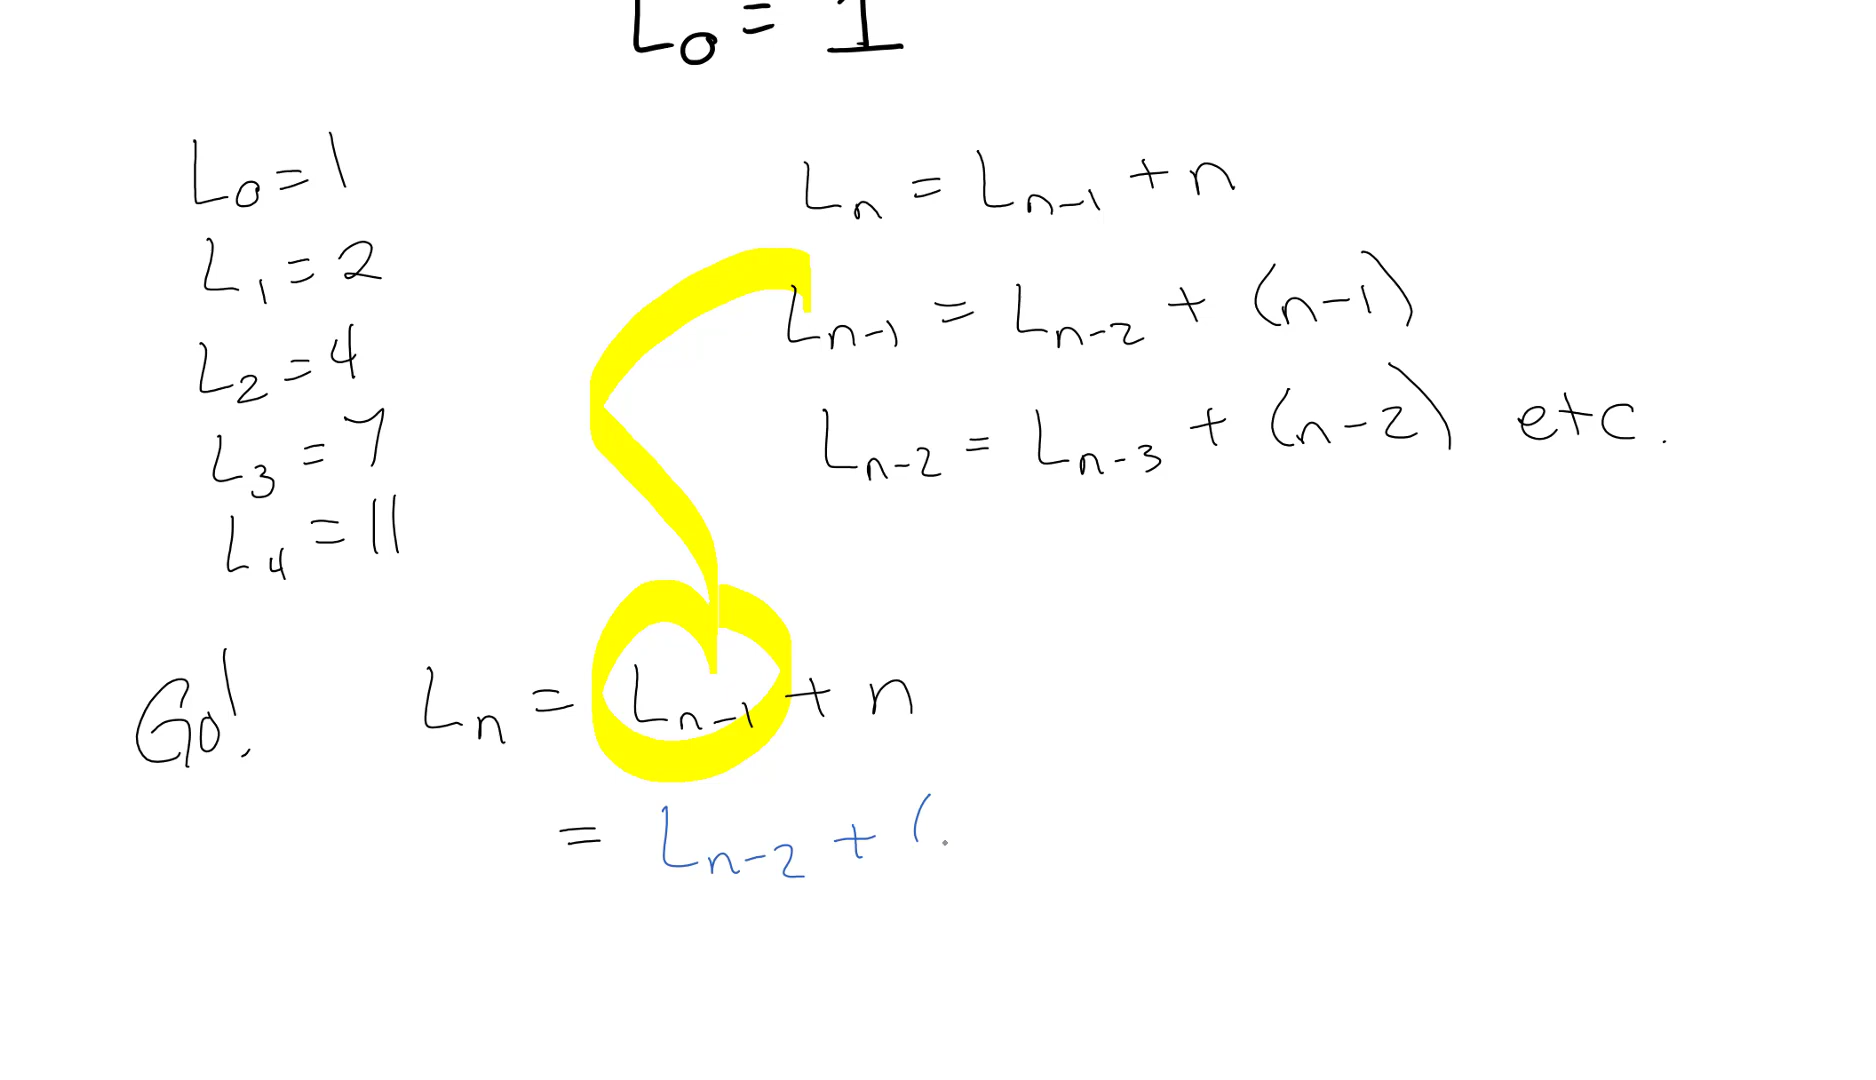 L₀ = 1
L₀ = 1
L₁ = 2
L₂ = 4
L₃ = 7
L₄ = 11
Lₙ = Lₙ₋₁ + n
Lₙ₋₁ = Lₙ₋₂ + (n-1)
Lₙ₋₂ = Lₙ₋₃ + (n-2) etc.
Go! Lₙ = Lₙ₋₁ + n
= Lₙ₋₂ + (